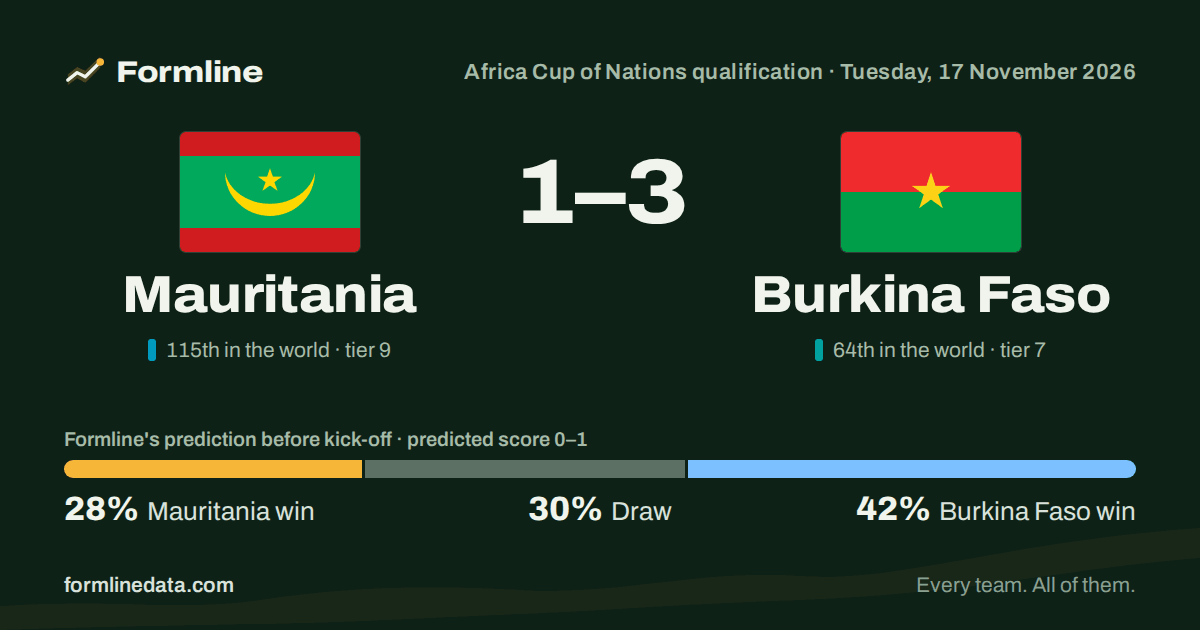 Formline
Africa Cup of Nations qualification · Tuesday, 17 November 2026
1–3
Mauritania
Burkina Faso
115th in the world · tier 9
64th in the world · tier 7
Formline's prediction before kick-off · predicted score 0–1
28% Mauritania win
30% Draw
42% Burkina Faso win
formlinedata.com
Every team. All of them.